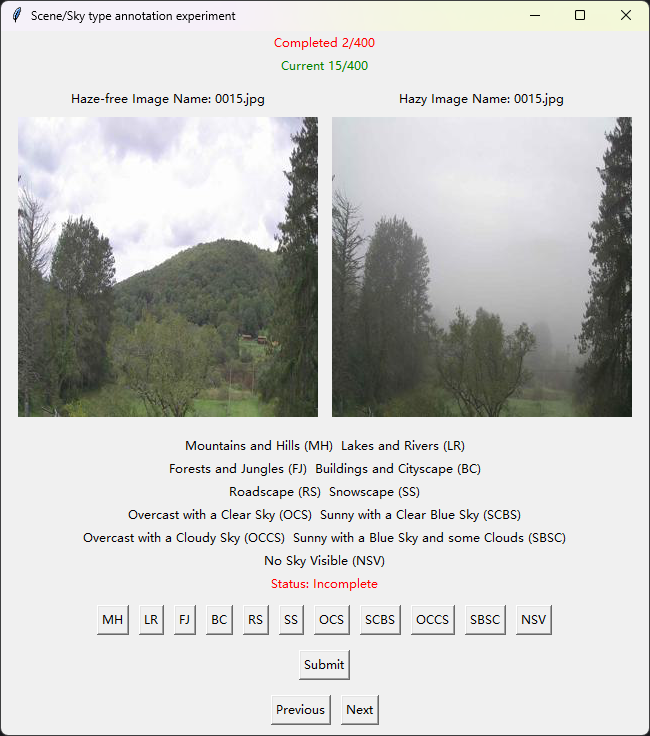 Scene/Sky type annotation experiment
Completed 2/400
Current 15/400
Haze-free Image Name: 0015.jpg
Hazy Image Name: 0015.jpg
Mountains and Hills (MH) Lakes and Rivers (LR)
Forests and Jungles (FJ) Buildings and Cityscape (BC)
Roadscape (RS) Snowscape (SS)
Overcast with a Clear Sky (OCS) Sunny with a Clear Blue Sky (SCBS)
Overcast with a Cloudy Sky (OCCS) Sunny with a Blue Sky and some Clouds (SBSC)
No Sky Visible (NSV)
Status: Incomplete
MH LR FJ BC RS SS OCS SCBS OCCS SBSC NSV
Submit
Previous Next